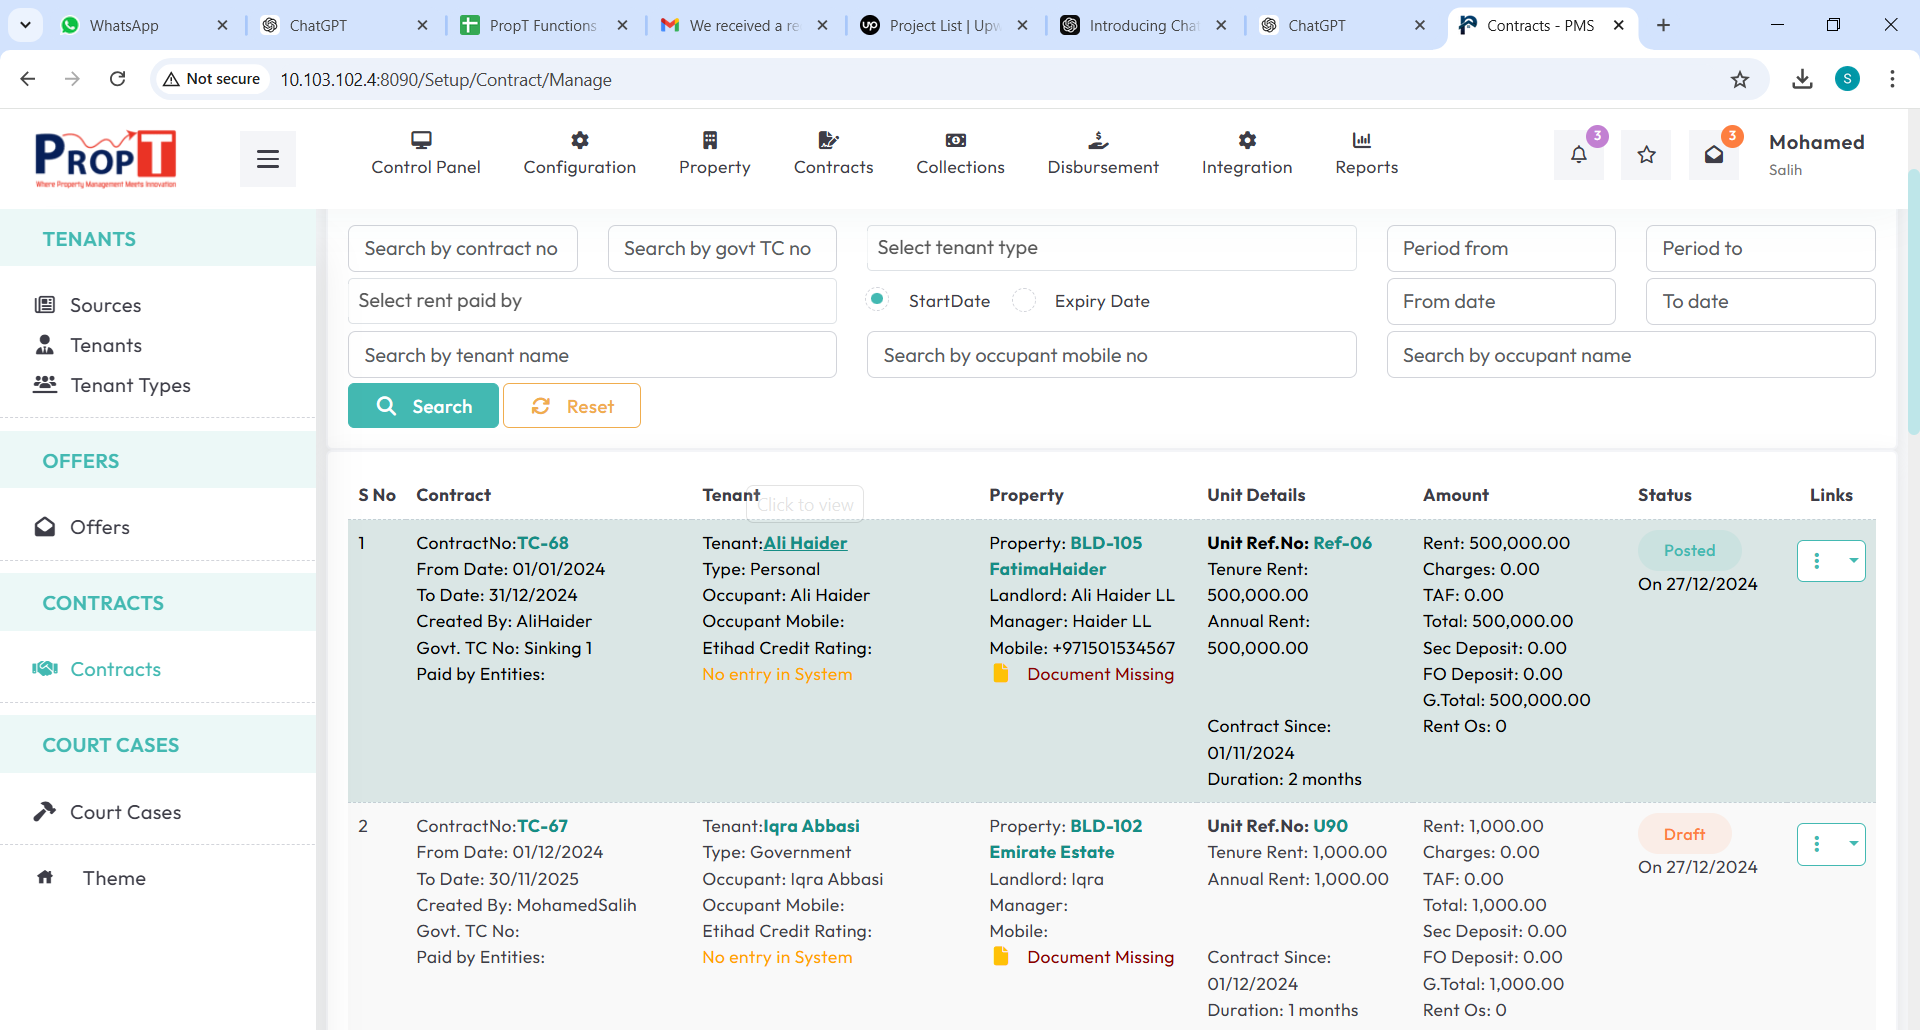 WhatsApp
ChatGPT
PropT Functions
We received a re
Project List | Upw
Introducing Chat
ChatGPT
Contracts - PMS
Not secure
10.103.102.4:8090/Setup/Contract/Manage
S
PROPT
Where Property Management Meets Innovation
Control Panel
Configuration
Property
Contracts
Collections
Disbursement
Integration
Reports
3
3
Mohamed
Salih
TENANTS
Sources
Tenants
Tenant Types
OFFERS
Offers
CONTRACTS
Contracts
COURT CASES
Court Cases
Theme
Search by contract no
Search by govt TC no
Select tenant type
Period from
Period to
Select rent paid by
StartDate
Expiry Date
From date
To date
Search by tenant name
Search by occupant mobile no
Search by occupant name
Search
Reset
S No
Contract
Tenant
Property
Unit Details
Amount
Status
Links
Click to view
1
ContractNo:TC-68
From Date: 01/01/2024
To Date: 31/12/2024
Created By: AliHaider
Govt. TC No: Sinking 1
Paid by Entities:
Tenant:Ali Haider
Type: Personal
Occupant: Ali Haider
Occupant Mobile:
Etihad Credit Rating:
No entry in System
Property: BLD-105
FatimaHaider
Landlord: Ali Haider LL
Manager: Haider LL
Mobile: +971501534567
Document Missing
Unit Ref.No: Ref-06
Tenure Rent:
500,000.00
Annual Rent:
500,000.00
Contract Since:
01/11/2024
Duration: 2 months
Rent: 500,000.00
Charges: 0.00
TAF: 0.00
Total: 500,000.00
Sec Deposit: 0.00
FO Deposit: 0.00
G.Total: 500,000.00
Rent Os: 0
Posted
On 27/12/2024
2
ContractNo:TC-67
From Date: 01/12/2024
To Date: 30/11/2025
Created By: MohamedSalih
Govt. TC No:
Paid by Entities:
Tenant:Iqra Abbasi
Type: Government
Occupant: Iqra Abbasi
Occupant Mobile:
Etihad Credit Rating:
No entry in System
Property: BLD-102
Emirate Estate
Landlord: Iqra
Manager:
Mobile:
Document Missing
Unit Ref.No: U90
Tenure Rent: 1,000.00
Annual Rent: 1,000.00
Contract Since:
01/12/2024
Duration: 1 months
Rent: 1,000.00
Charges: 0.00
TAF: 0.00
Total: 1,000.00
Sec Deposit: 0.00
FO Deposit: 0.00
G.Total: 1,000.00
Rent Os: 0
Draft
On 27/12/2024